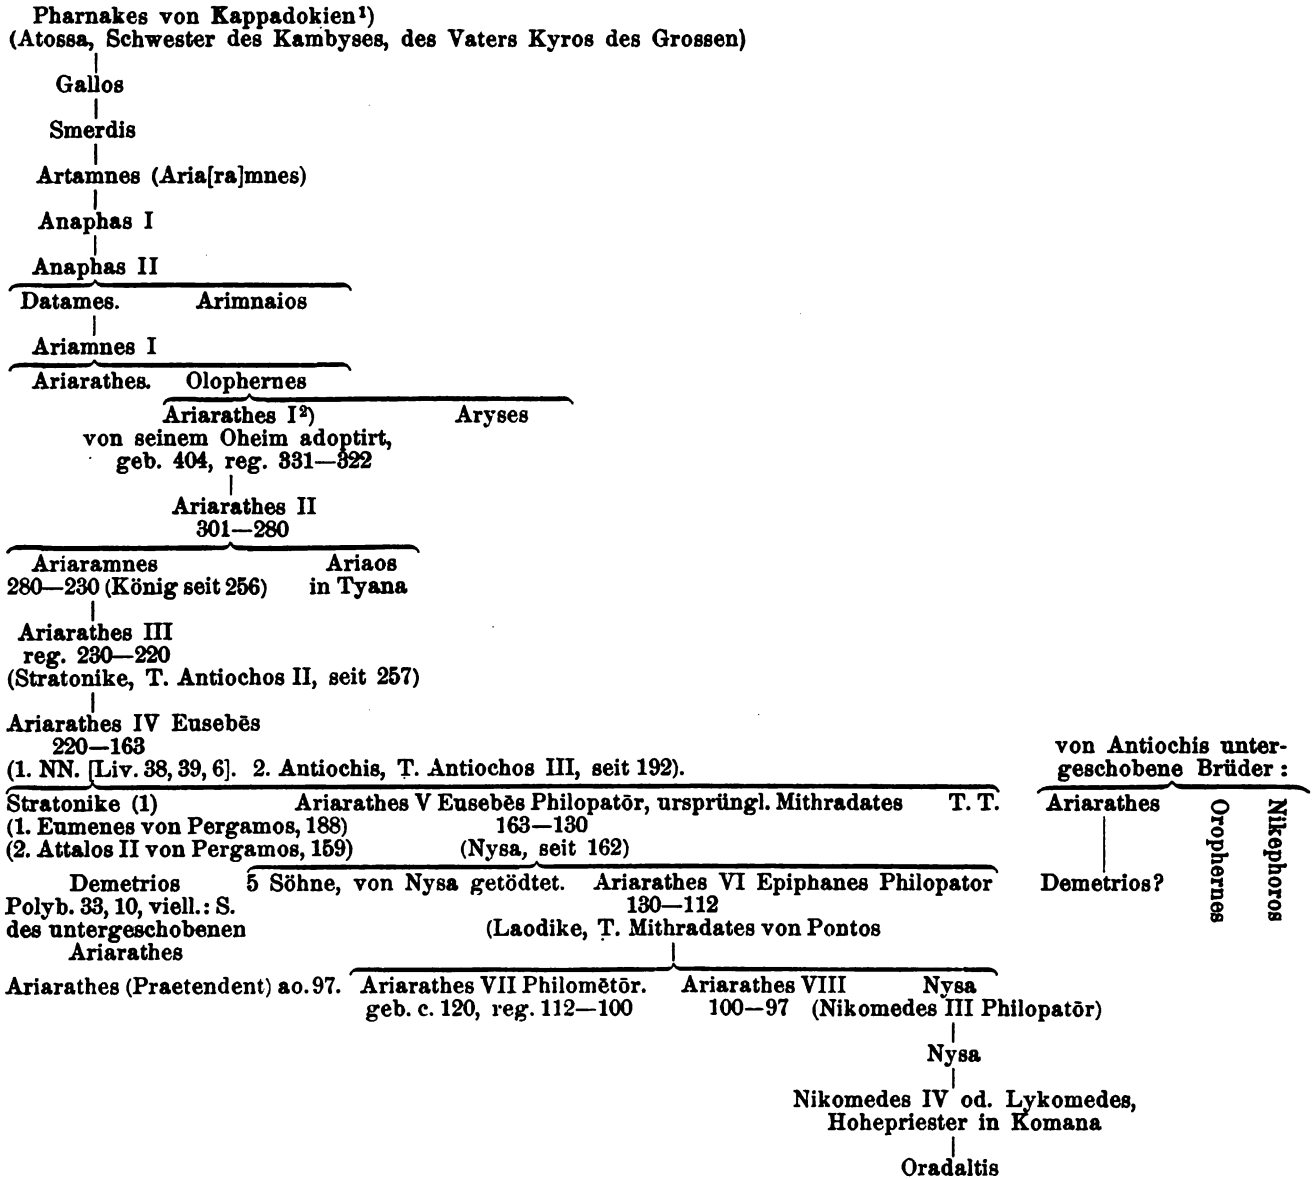 Pharnakes von Kappadokien¹)
(Atossa, Schwester des Kambyses, des Vaters Kyros des Grossen)
Gallos
Smerdis
Artamnes (Aria[ra]mnes)
Anaphas I
Anaphas II
Datames. Arimnaios
Ariamnes I
Ariarathes. Olophernes
Ariarathes I²) Aryses
von seinem Oheim adoptirt,
geb. 404, reg. 331—322
Ariarathes II
301—280
Ariaramnes Ariaos
280—230 (König seit 256) in Tyana
Ariarathes III
reg. 230—220
(Stratonike, T. Antiochos II, seit 257)
Ariarathes IV Eusebēs
220—163
(1. NN. [Liv. 38, 39, 6]. 2. Antiochis, T. Antiochos III, seit 192).
von Antiochis unter-
geschobene Brüder :
Stratonike (1) Ariarathes V Eusebēs Philopatōr, ursprüngl. Mithradates T. T.
(1. Eumenes von Pergamos, 188) 163—130
(2. Attalos II von Pergamos, 159) (Nysa, seit 162)
Ariarathes
Orophernes
Nikephoros
Demetrios?
Demetrios 5 Söhne, von Nysa getödtet. Ariarathes VI Epiphanes Philopator
Polyb. 33, 10, viell.: S. 130—112
des untergeschobenen (Laodike, T. Mithradates von Pontos
Ariarathes
Ariarathes (Praetendent) ao. 97. Ariarathes VII Philomētōr. Ariarathes VIII Nysa
geb. c. 120, reg. 112—100 100—97 (Nikomedes III Philopatōr)
Nysa
Nikomedes IV od. Lykomedes,
Hohepriester in Komana
Oradaltis